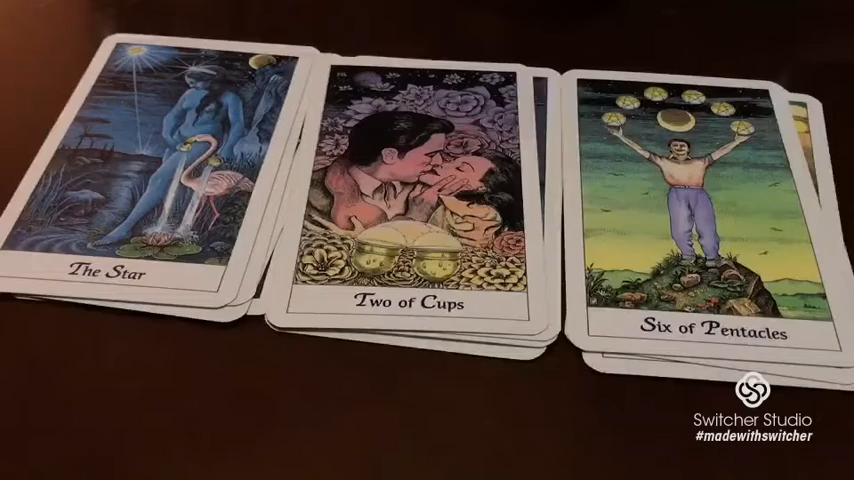 The Star
Two of Cups
Six of Pentacles
Switcher Studio
#madewithswitcher